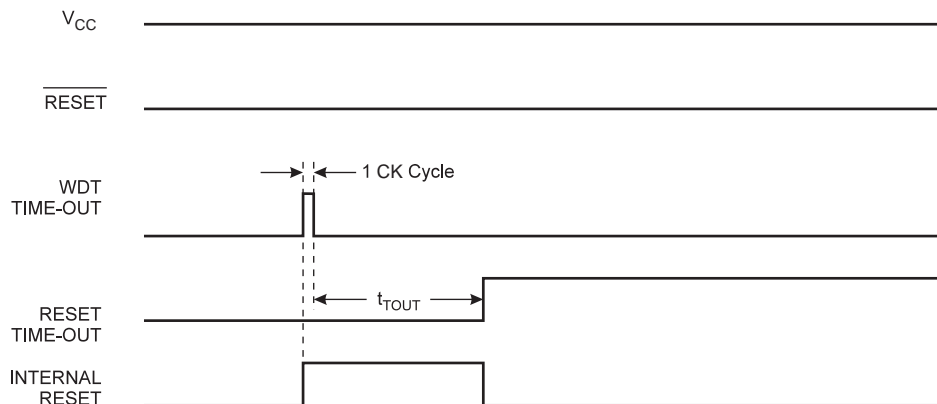 VCC
RESET
1 CK Cycle
WDT
TIME-OUT
tTOUT
RESET
TIME-OUT
INTERNAL
RESET